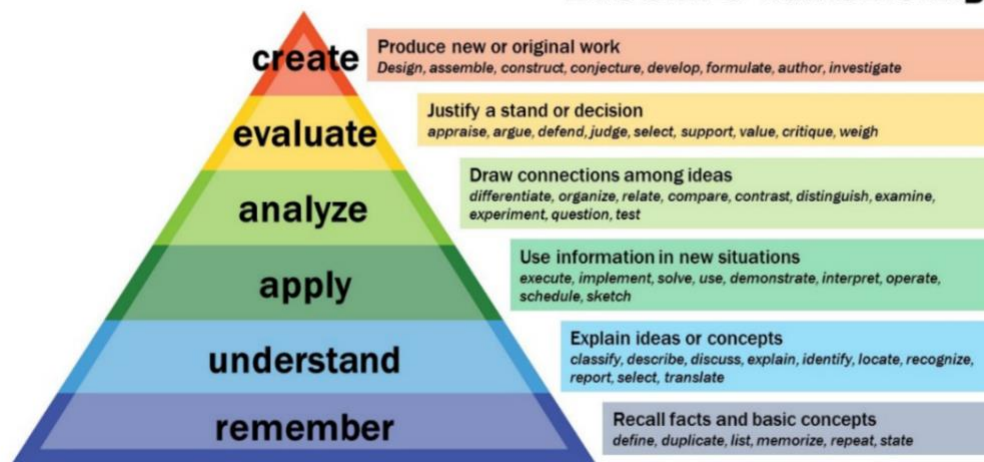 create
Produce new or original work
Design, assemble, construct, conjecture, develop, formulate, author, investigate
evaluate
Justify a stand or decision
appraise, argue, defend, judge, select, support, value, critique, weigh
analyze
Draw connections among ideas
differentiate, organize, relate, compare, contrast, distinguish, examine,
experiment, question, test
apply
Use information in new situations
execute, implement, solve, use, demonstrate, interpret, operate,
schedule, sketch
understand
Explain ideas or concepts
classify, describe, discuss, explain, identify, locate, recognize,
report, select, translate
remember
Recall facts and basic concepts
define, duplicate, list, memorize, repeat, state